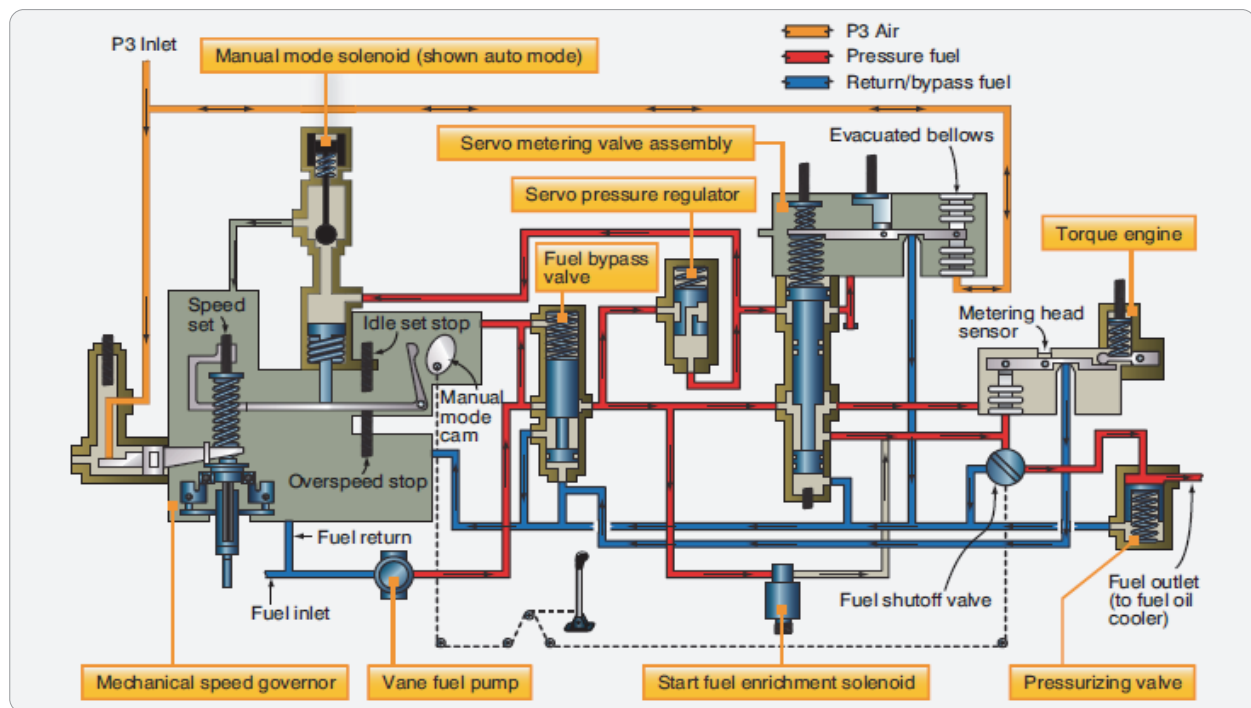 P3 Inlet
Manual mode solenoid (shown auto mode)
P3 Air
Pressure fuel
Return/bypass fuel
Servo metering valve assembly
Evacuated bellows
Servo pressure regulator
Torque engine
Fuel bypass
valve
Speed
set
Idle set stop
Metering head
sensor
Manual
mode
cam
Overspeed stop
Fuel return
Fuel inlet
Fuel shutoff valve
Fuel outlet
(to fuel oil
cooler)
Mechanical speed governor
Vane fuel pump
Start fuel enrichment solenoid
Pressurizing valve